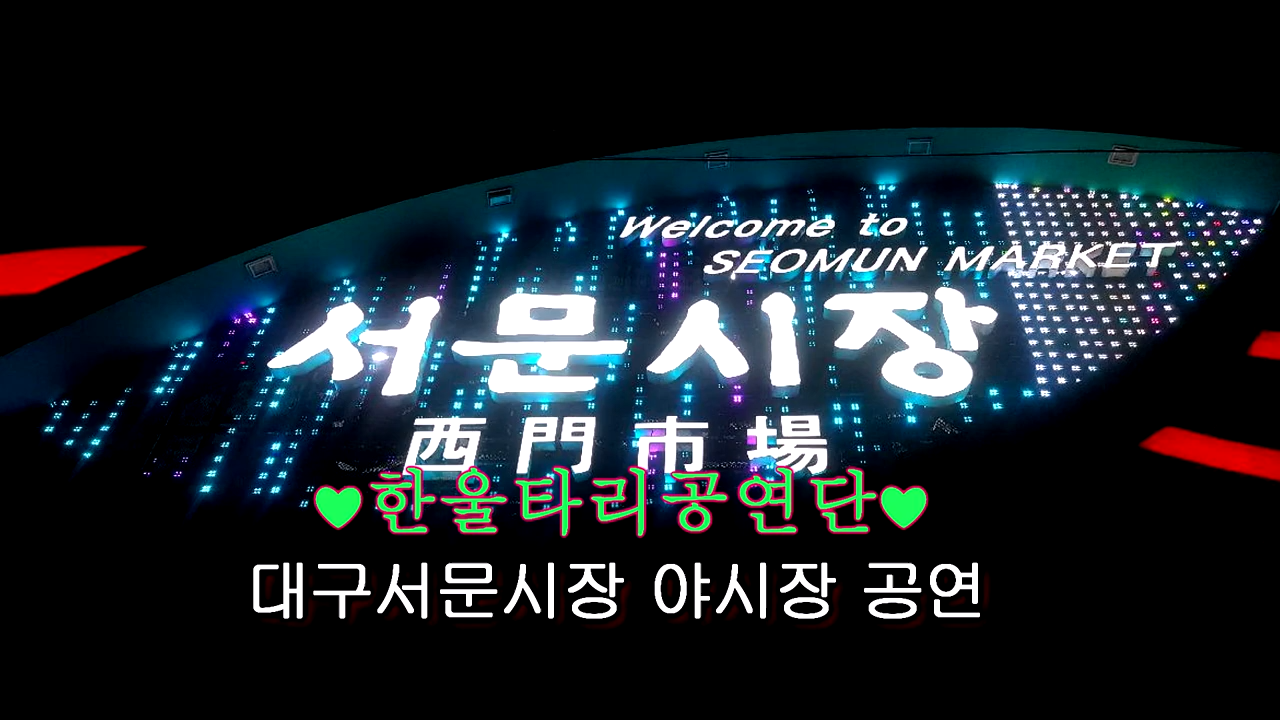 Welcome to
SEOMUN MARKET
서문시장
西門市場
♥한울타리공연단♥
대구서문시장 야시장 공연